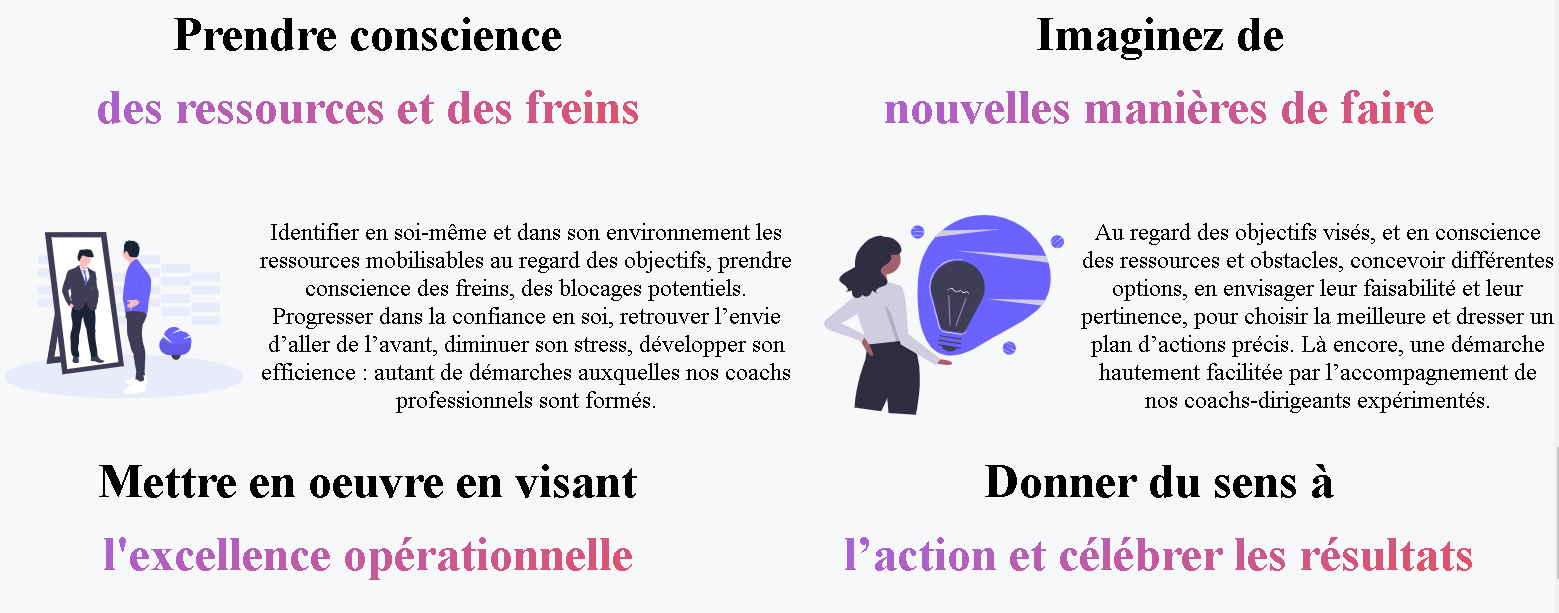 Prendre conscience
des ressources et des freins
Identifier en soi-même et dans son environnement les
ressources mobilisables au regard des objectifs, prendre
conscience des freins, des blocages potentiels.
Progresser dans la confiance en soi, retrouver l’envie
d’aller de l’avant, diminuer son stress, développer son
efficience : autant de démarches auxquelles nos coachs
professionnels sont formés.
Imaginez de
nouvelles manières de faire
Au regard des objectifs visés, et en conscience
des ressources et obstacles, concevoir différentes
options, en envisager leur faisabilité et leur
pertinence, pour choisir la meilleure et dresser un
plan d’actions précis. Là encore, une démarche
hautement facilitée par l’accompagnement de
nos coachs-dirigeants expérimentés.
Mettre en oeuvre en visant
l'excellence opérationnelle
Donner du sens à
l’action et célébrer les résultats